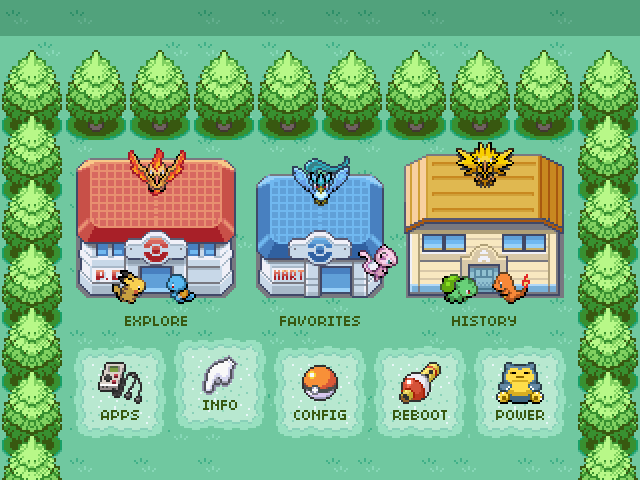 P.C
MART
EXPLORE
FAVORITES
HISTORY
APPS
INFO
CONFIG
REBOOT
POWER